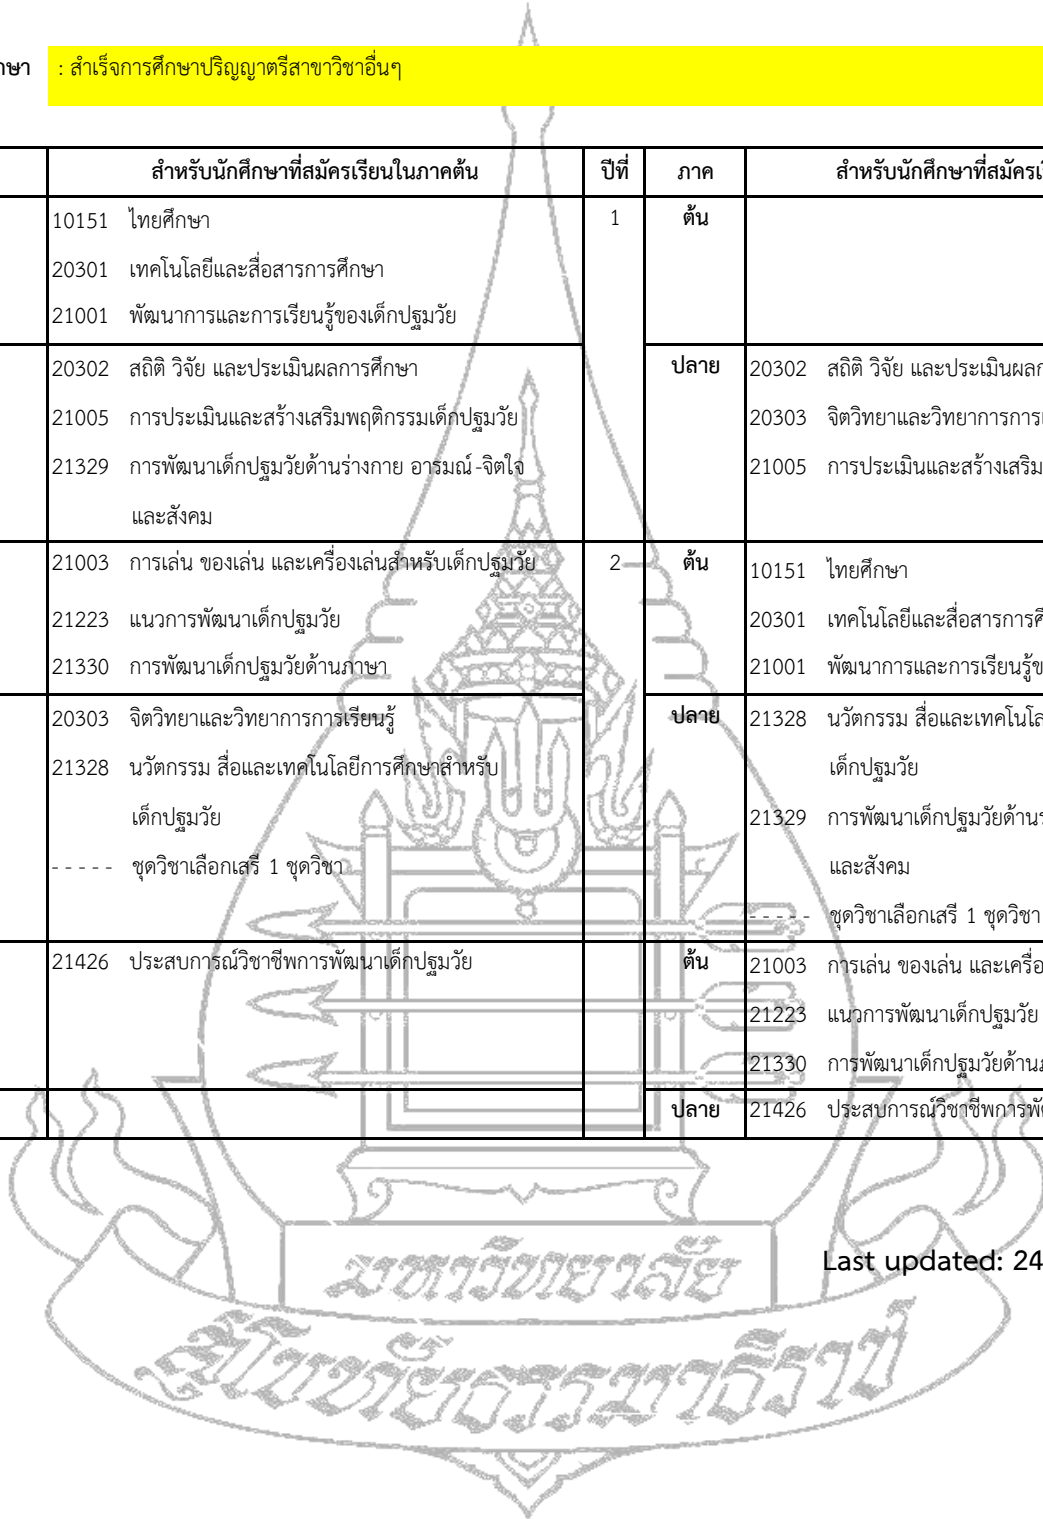 : สำเร็จการศึกษาปริญญาตรีสาขาวิชาอื่นๆ
สำหรับนักศึกษาที่สมัครเรียนในภาคต้น ปีที่ ภาค
10151 ไทยศึกษา 1 ต้น
20301 เทคโนโลยีและสื่อสารการศึกษา
21001 พัฒนาการและการเรียนรู้ของเด็กปฐมวัย
20302 สถิติ วิจัย และประเมินผลการศึกษา ปลาย 20302 สถิติ วิจัย และประเมินผล
21005 การประเมินและสร้างเสริมพฤติกรรมเด็กปฐมวัย 20303 จิตวิทยาและวิทยาการการ
21329 การพัฒนาเด็กปฐมวัยด้านร่างกาย อารมณ์-จิตใจ 21005 การประเมินและสร้างเสริม
และสังคม
21003 การเล่น ของเล่น และเครื่องเล่นสำหรับเด็กปฐมวัย 2 ต้น 10151 ไทยศึกษา
21223 แนวการพัฒนาเด็กปฐมวัย 20301 เทคโนโลยีและสื่อสารการ
21330 การพัฒนาเด็กปฐมวัยด้านภาษา 21001 พัฒนาการและการเรียนรู้
20303 จิตวิทยาและวิทยาการการเรียนรู้ ปลาย 21328 นวัตกรรม สื่อและ
21328 นวัตกรรม สื่อและเทคโนโลยีการศึกษาสำหรับ เด็กปฐมวัย
เด็กปฐมวัย 21329 การพัฒนาเด็กปฐมวัยด้าน
- - - - - ชุดวิชาเลือกเสรี 1 ชุดวิชา และสังคม
- - - - - ชุดวิชาเลือกเสรี 1 ชุดวิชา
21426 ประสบการณ์วิชาชีพการพัฒนาเด็กปฐมวัย ต้น 21003 การเล่น ของเล่น และ
21223 แนวการพัฒนาเด็กปฐมวัย
21330 การพัฒนาเด็กปฐมวัยด้าน
ปลาย 21426 ประสบการณ์วิชาชีพการ
มหาวิทยาลัย
Last updated: 24
สุโขทัยธรรมาธิราช